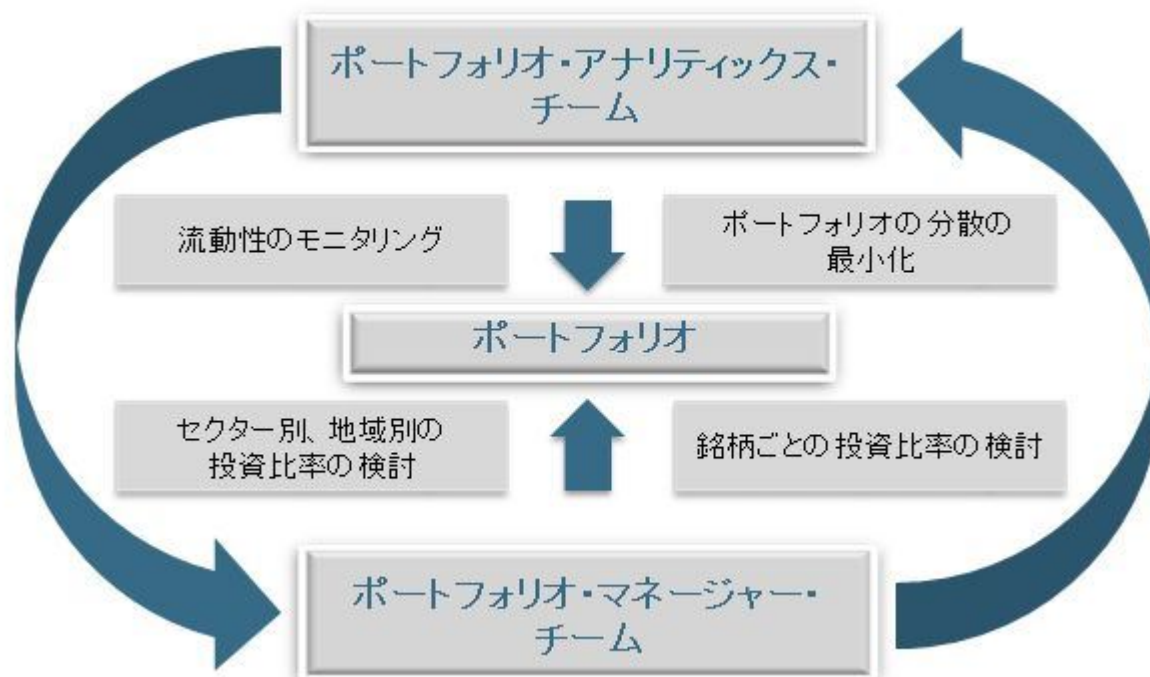 ポートフォリオ・アナリティックス・
チーム
流動性のモニタリング
ポートフォリオの分散の
最小化
ポートフォリオ
セクター別、地域別の
投資比率の検討
銘柄ごとの投資比率の検討
ポートフォリオ・マネージャー・
チーム